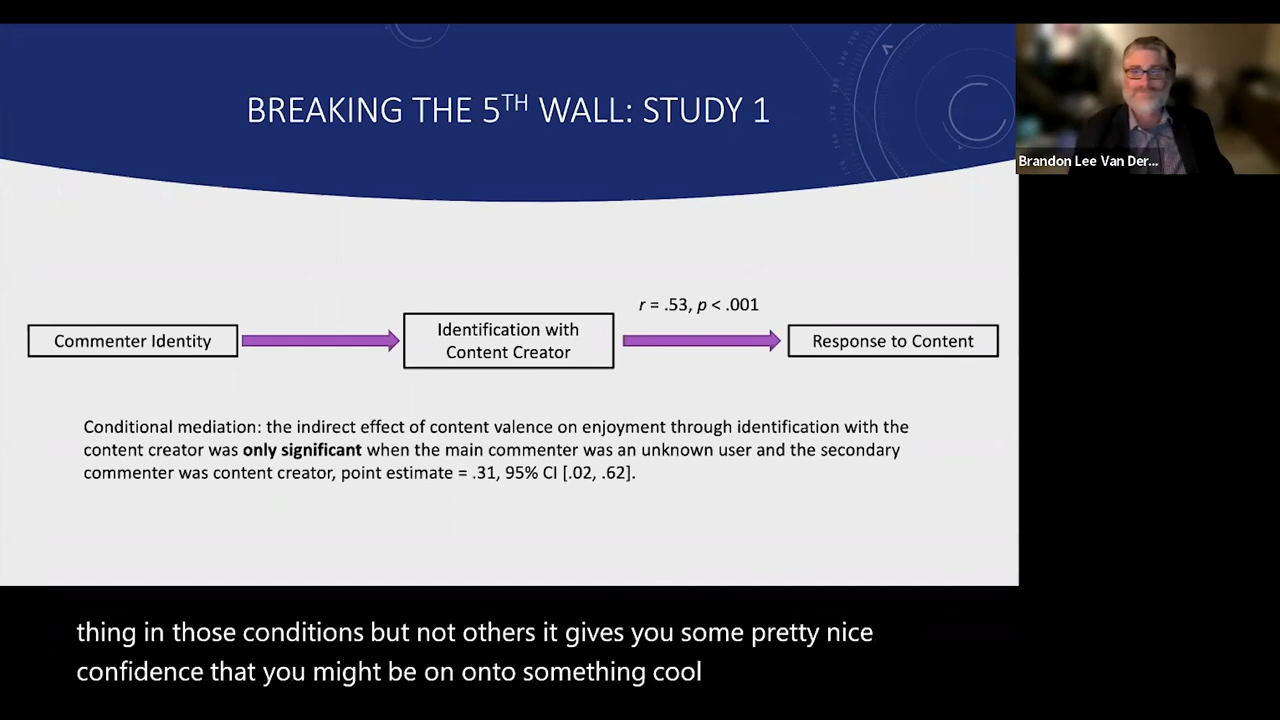 BREAKING THE 5TH WALL: STUDY 1
Brandon Lee Van Der...
r = .53, p < .001
Commenter Identity
Identification with
Content Creator
Response to Content
Conditional mediation: the indirect effect of content valence on enjoyment through identification with the
content creator was only significant when the main commenter was an unknown user and the secondary
commenter was content creator, point estimate = .31, 95% CI [.02, .62].
thing in those conditions but not others it gives you some pretty nice
confidence that you might be on onto something cool